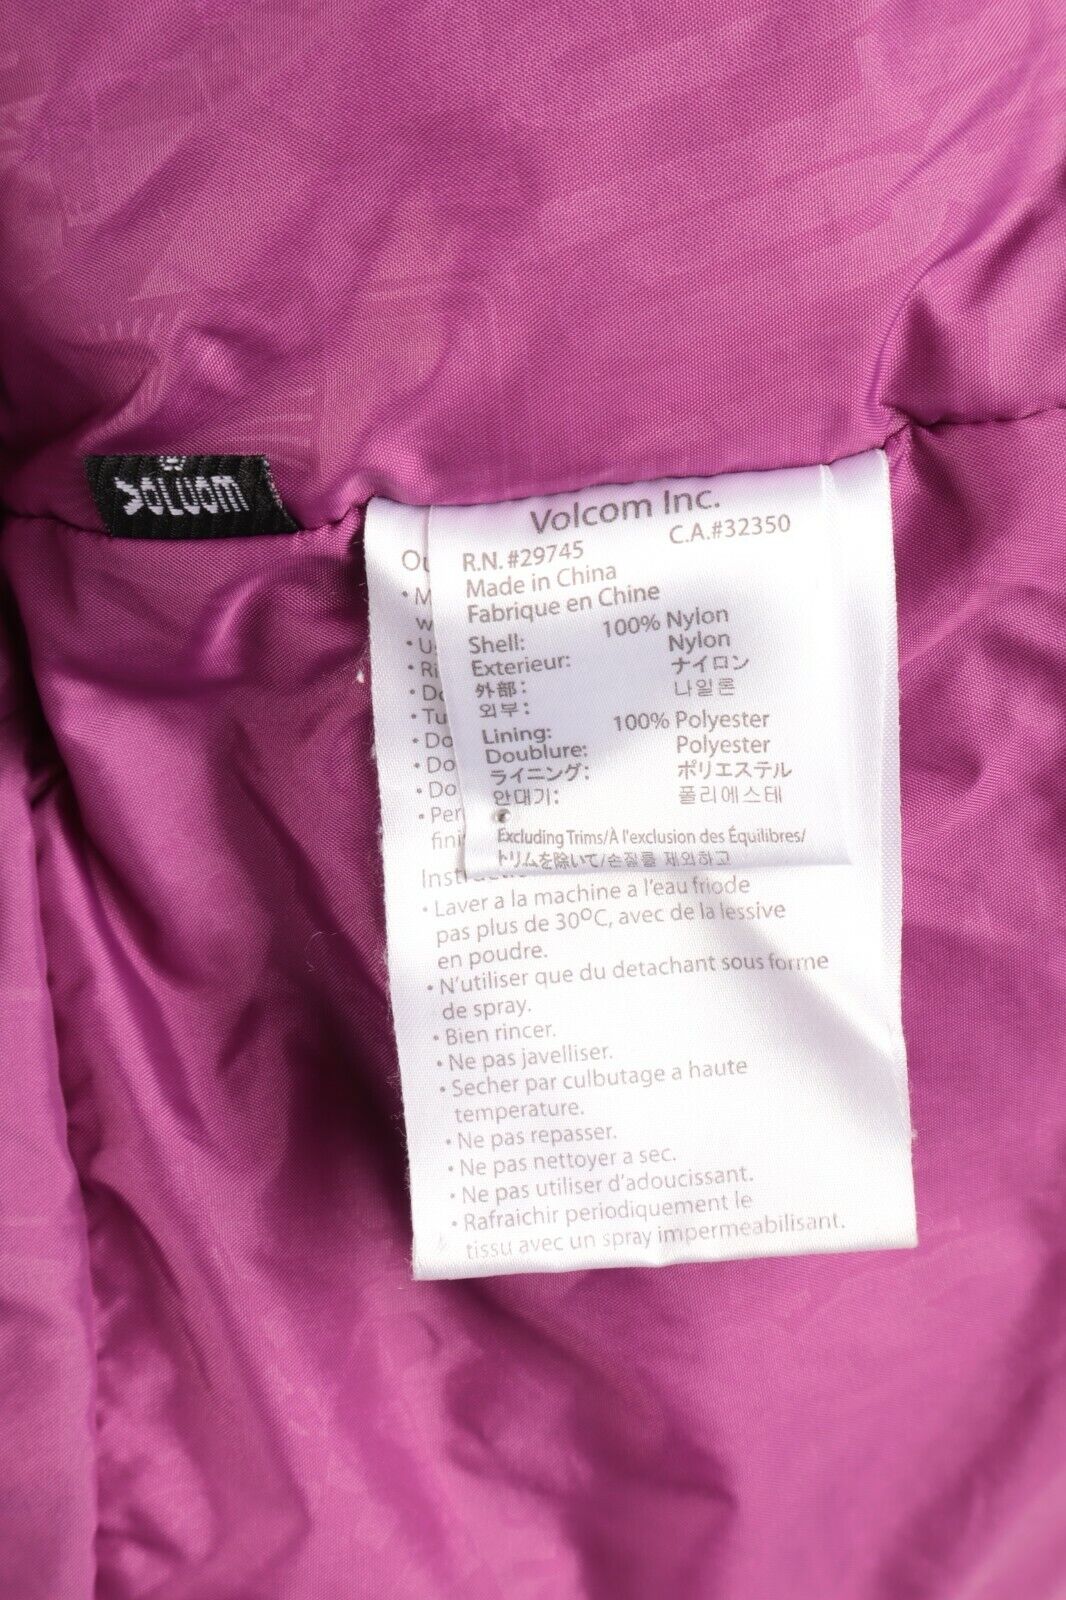 Volcom
Volcom Inc.
R.N. #29745 C.A.#32350
Made in China
Fabrique en Chine
Shell: 100% Nylon
Exterieur: Nylon
外部: ナイロン
외부: 나일론
Lining: 100% Polyester
Doublure: Polyester
ライニング: ポリエステル
안대기: 폴리에스테
Excluding Trims/À l'exclusion des Équilibres/
トリムを除いて/손질를 제외하고
• Laver a la machine a l'eau friode
pas plus de 30ºC, avec de la lessive
en poudre.
• N'utiliser que du detachant sous forme
de spray.
• Bien rincer.
• Ne pas javelliser.
• Secher par culbutage a haute
temperature.
• Ne pas repasser.
• Ne pas nettoyer a sec.
• Ne pas utiliser d'adoucissant.
• Rafraichir periodiquement le
tissu avec un spray impermeabilisant.